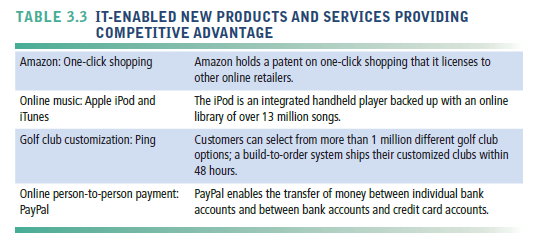 TABLE 3.3 IT-ENABLED NEW PRODUCTS AND SERVICES PROVIDING
COMPETITIVE ADVANTAGE
Amazon: One-click shopping
Amazon holds a patent on one-click shopping that it licenses to
other online retailers.
Online music: Apple iPod and
iTunes
The iPod is an integrated handheld player backed up with an online
library of over 13 million songs.
Golf club customization: Ping
Customers can select from more than 1 million different golf club
options; a build-to-order system ships their customized clubs within
48 hours.
Online person-to-person payment:
PayPal
PayPal enables the transfer of money between individual bank
accounts and between bank accounts and credit card accounts.